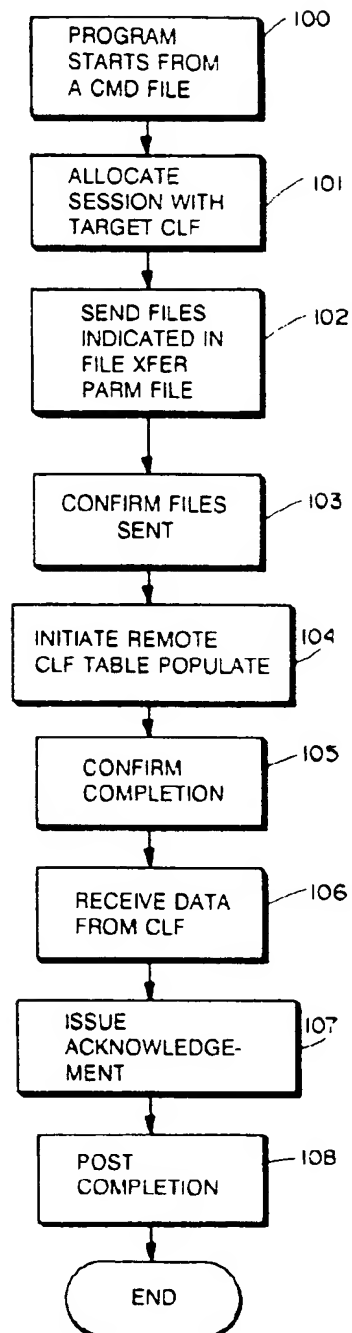 PROGRAM
STARTS FROM
A CMD FILE
100
ALLOCATE
SESSION WITH
TARGET CLF
101
SEND FILES
INDICATED IN
FILE XFER
PARM FILE
102
CONFIRM FILES
SENT
103
INITIATE REMOTE
CLF TABLE POPULATE
104
CONFIRM
COMPLETION
105
RECEIVE DATA
FROM CLF
106
ISSUE
ACKNOWLEDGE-
MENT
107
POST
COMPLETION
108
END